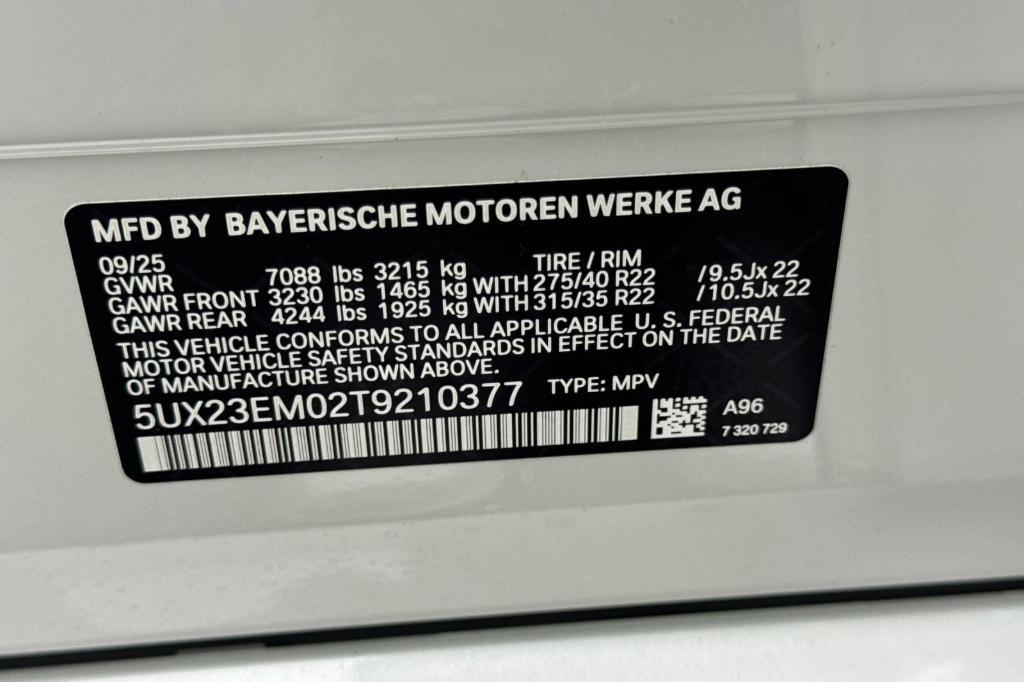 MFD BY BAYERISCHE MOTOREN WERKE AG
09/25 TIRE / RIM
GVWR 7088 lbs 3215 kg
GAWR FRONT 3230 lbs 1465 kg WITH 275/40 R22 /9.5Jx 22
GAWR REAR 4244 lbs 1925 kg WITH 315/35 R22 /10.5Jx 22
THIS VEHICLE CONFORMS TO ALL APPLICABLE U. S. FEDERAL
MOTOR VEHICLE SAFETY STANDARDS IN EFFECT ON THE DATE
OF MANUFACTURE SHOWN ABOVE.
5UX23EM02T9210377 TYPE: MPV
A96
7 320 729